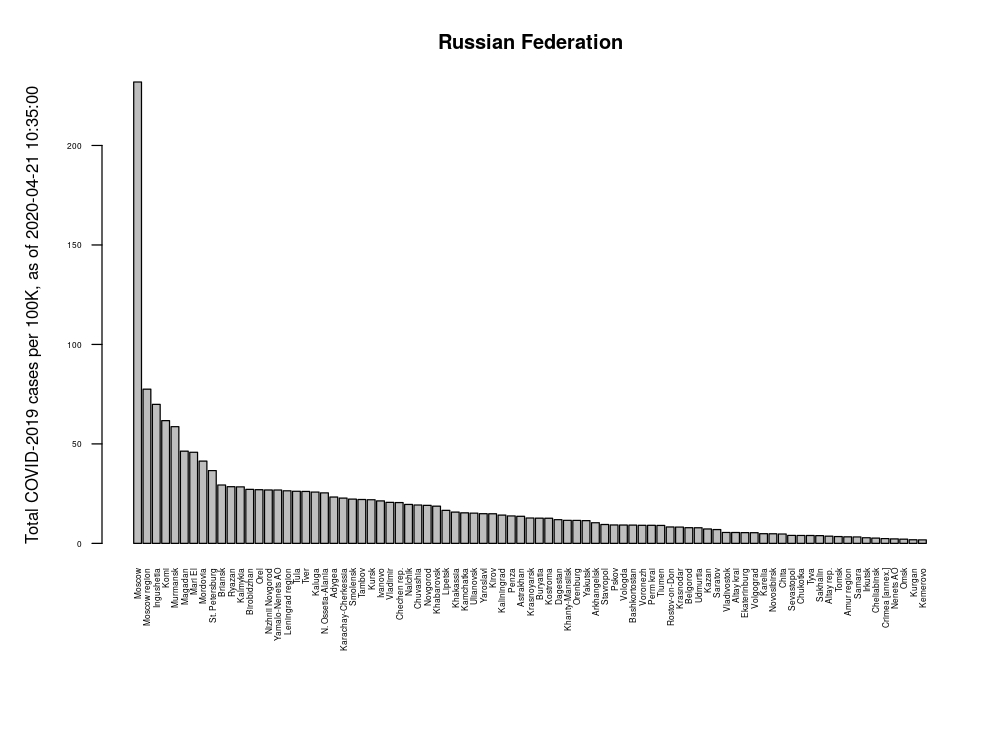 Russian Federation
Total COVID-2019 cases per 100K, as of 2020-04-21 10:35:00
200
150
100
50
0
Moscow
Moscow region
Ingushetia
Komi
Murmansk
Magadan
Mari El
Mordovia
St. Petersburg
Briansk
Ryazan
Kalmykia
Birobidzhan
Orel
Nizhnii Novgorod
Yamalo-Nenets AO
Leningrad region
Tula
Tver
Kaluga
N. Ossetia-Alania
Adygea
Karachay-Cherkessia
Smolensk
Tambov
Kursk
Ivanovo
Vladimir
Chechen rep.
Nalchik
Chuvashia
Novgorod
Khabarovsk
Lipetsk
Khakassia
Kamchatka
Ulianovsk
Yaroslavl
Kirov
Kaliningrad
Penza
Astrakhan
Krasnoyarsk
Buryatia
Kostroma
Dagestan
Khanty-Mansiisk
Orenburg
Yakutsk
Arkhangelsk
Stavropol
Pskov
Vologda
Bashkortostan
Voronezh
Perm krai
Tiumen
Rostov-on-Don
Krasnodar
Belgorod
Udmurtia
Kazan
Saratov
Vladivostok
Altay krai
Ekatenburg
Volgograd
Karelia
Novosibirsk
Chita
Sevastopol
Chukotka
Tyva
Sakhalin
Altay rep.
Tomsk
Amur region
Samara
Irkutsk
Cheliabinsk
Crimea [annex.]
Nenets AO
Omsk
Kurgan
Kemerovo